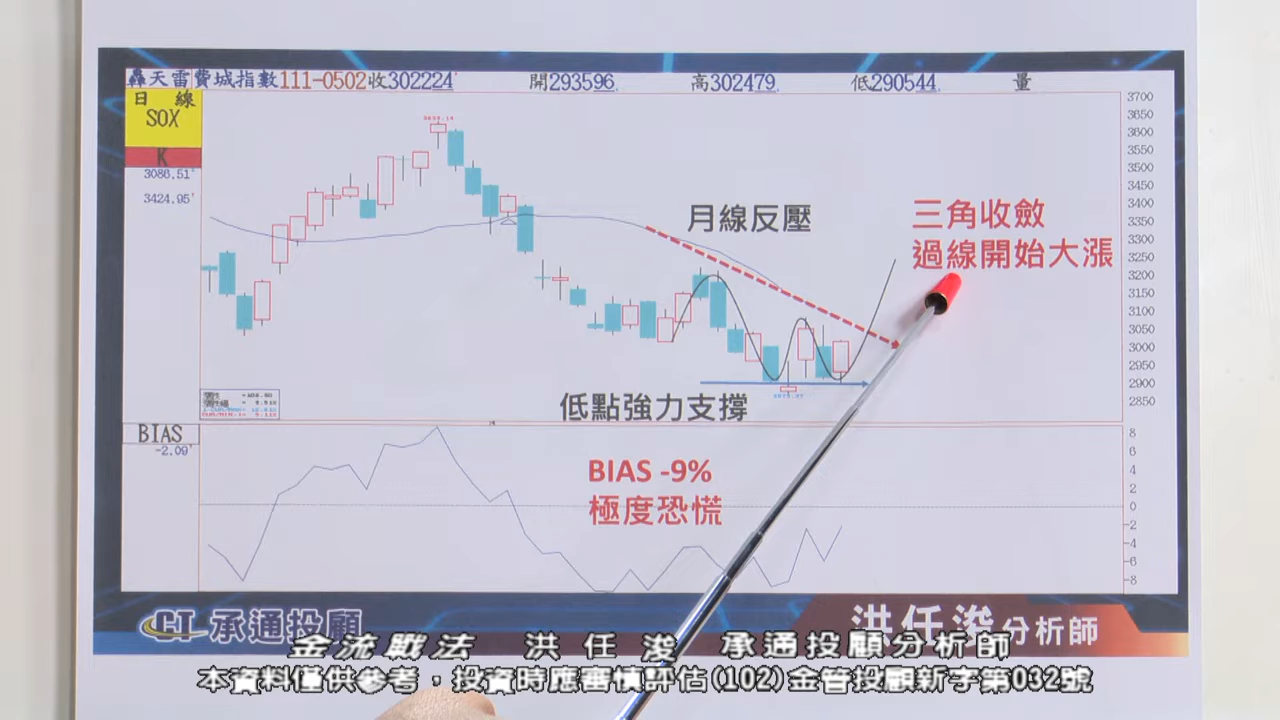 轟天雷費城指數111-0502收302224' 開293596. 高302479. 低290544. 量
日 線
SOX
K
3086.51'
3424.95'
3700
3650
3600
3550
3500
3450
3400
3350
3300
3250
3200
3150
3100
3050
3000
2950
2900
2850
月線反壓
三角收斂
過線開始大漲
低點強力支撐
BIAS
-2.09'
BIAS -9%
極度恐慌
8
6
4
2
0
-2
-4
-6
-8
CT 承通投顧
洪任浚分析師
金流戰法 洪任浚 承通投顧分析師
本資料僅供參考，投資時應審慎評估(102)金管投顧新字第032號